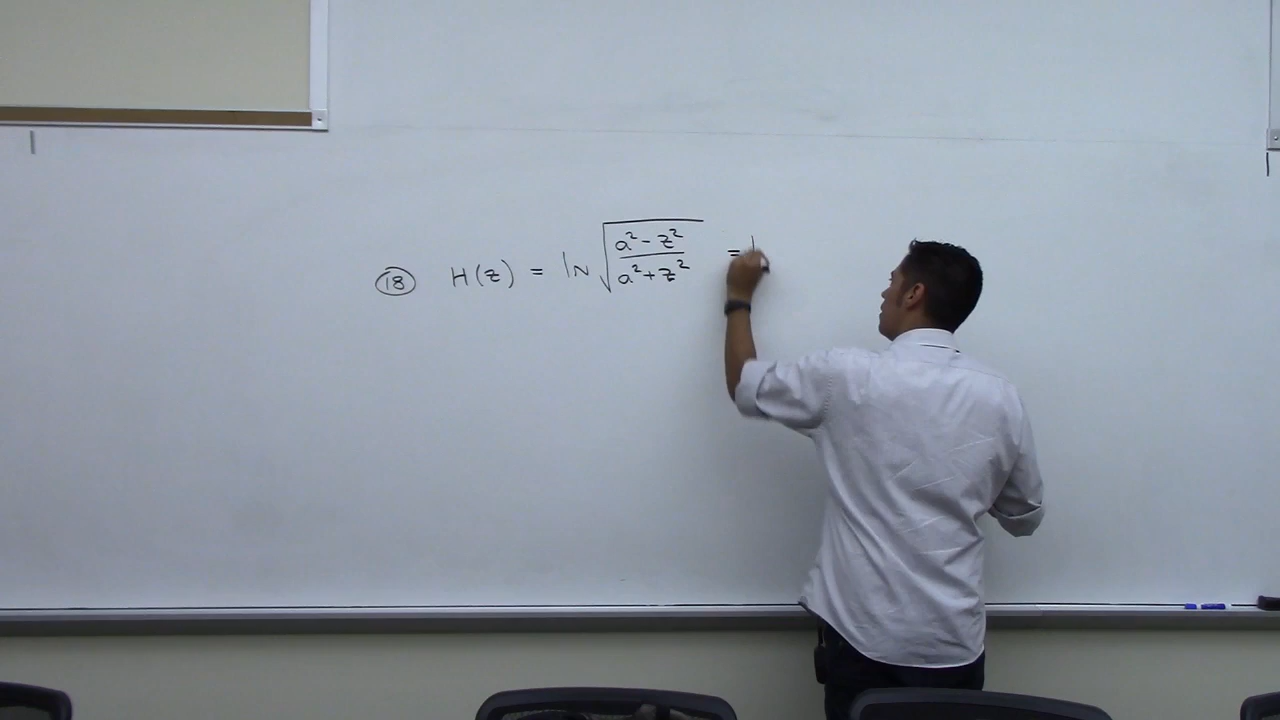 ⑱ H(z) = ln √((a² - z²)/(a² + z²)) = l